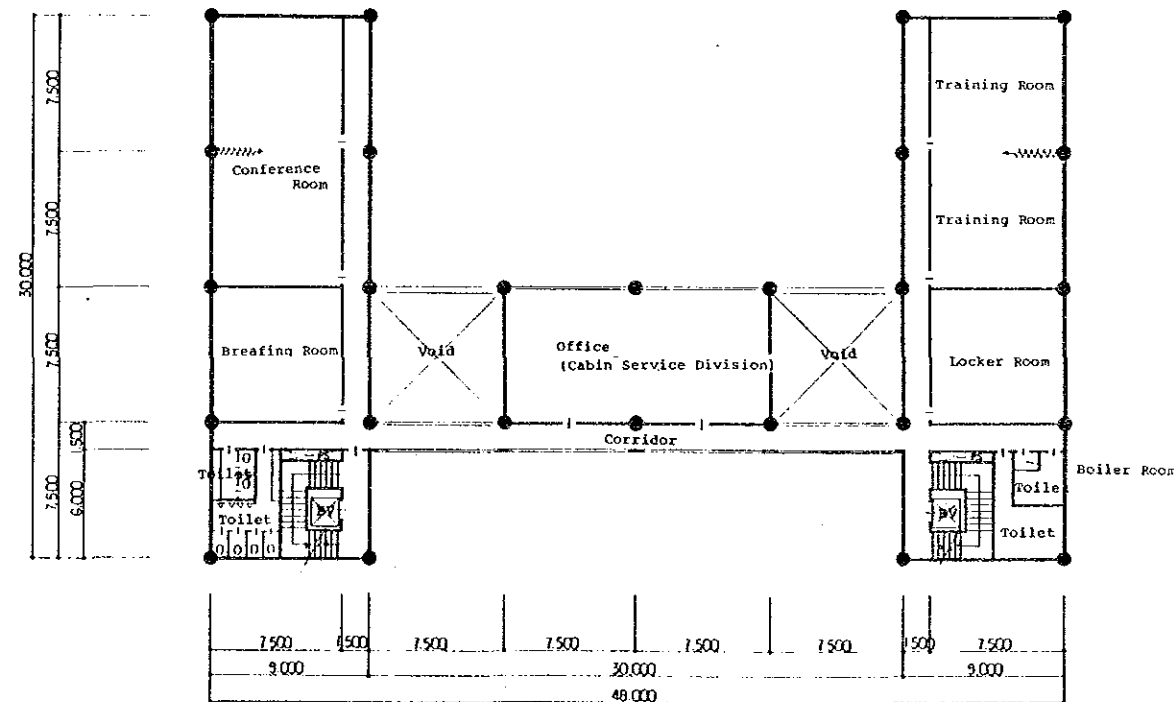 7.500
Training Room
Conference
Room
7.500
Training Room
30.000
7.500
Breafing Room
Void
Office
(Cabin Service Division)
Void
Locker Room
1.500
Corridor
7.500
6.000
Toilet
PS
PS
Boiler Room
Toilet
EV
EV
Toile
Toilet
7.500
1.500
7.500
7.500
7.500
7.500
1.500
7.500
9.000
30.000
9.000
48.000